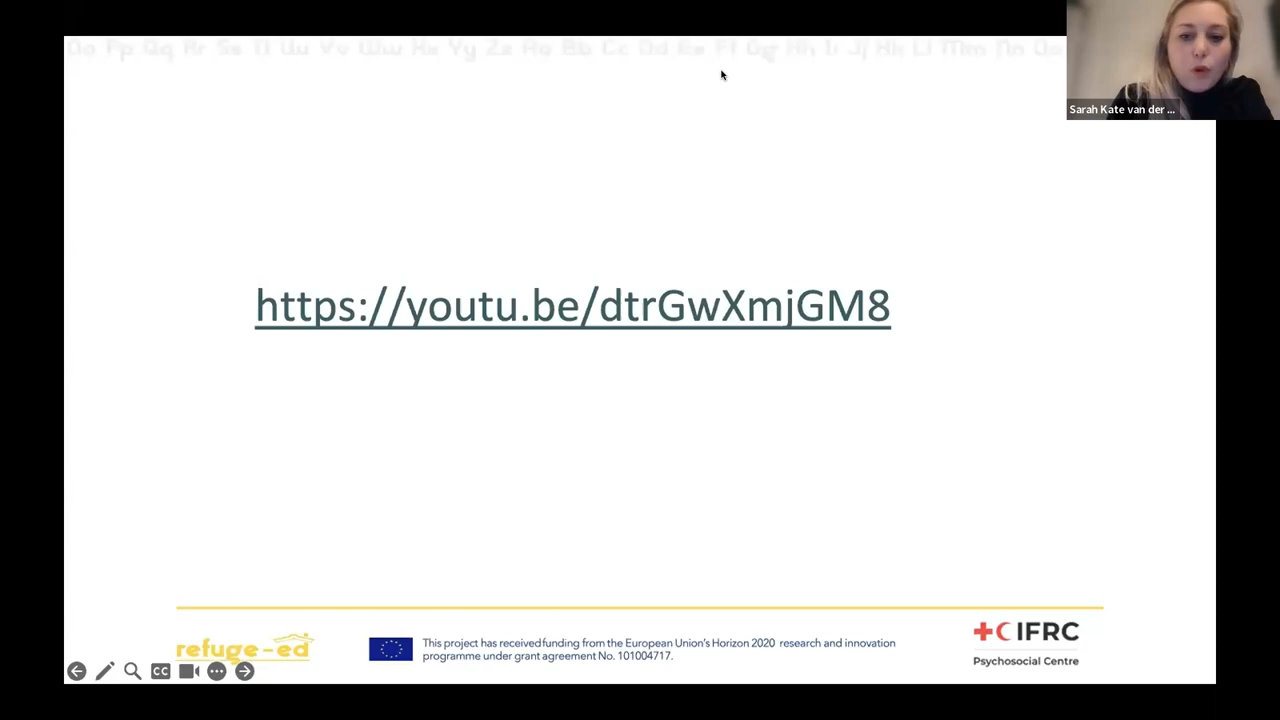 Sarah Kate van der ...
https://youtu.be/dtrGwXmjGM8
refuge-ed
This project has received funding from the European Union's Horizon 2020 research and innovation
programme under grant agreement No. 101004717.
IFRC
Psychosocial Centre
CC